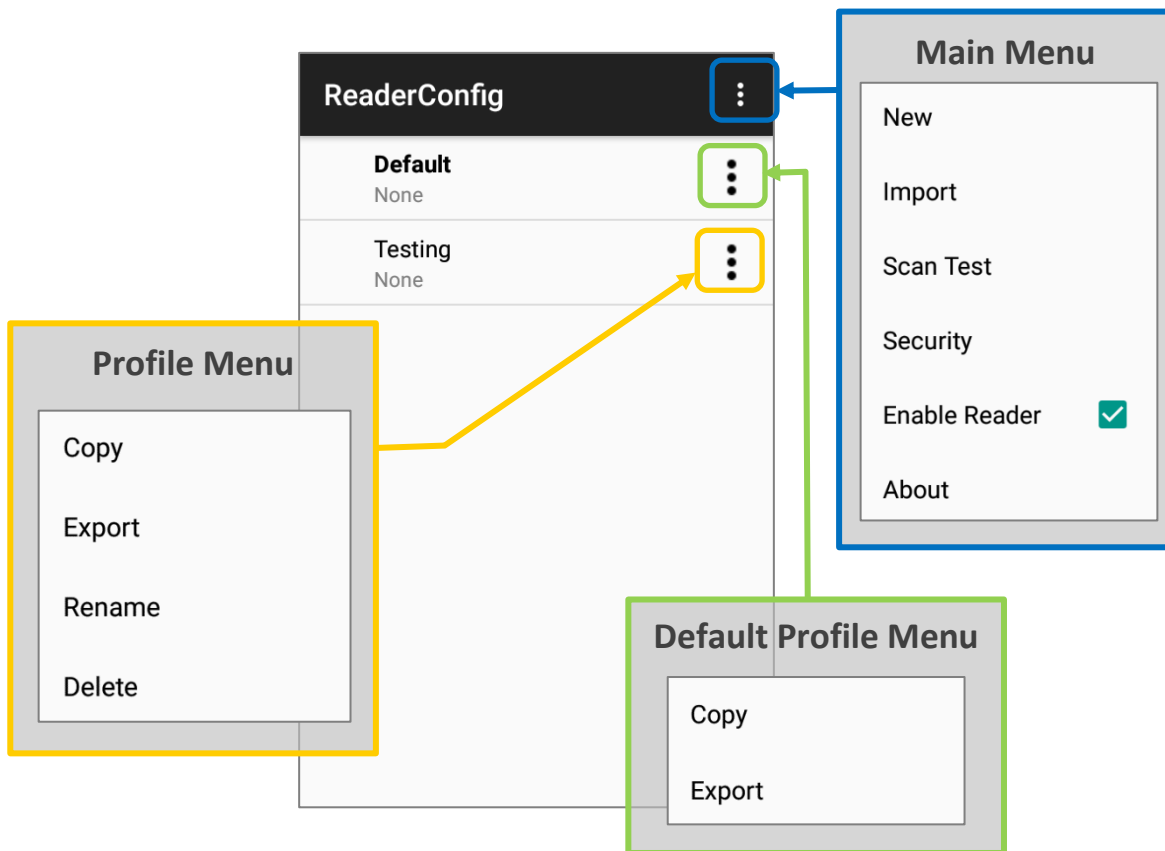 Main Menu
New
Import
Scan Test
Security
Enable Reader
About
ReaderConfig
Default
None
Testing
None
Profile Menu
Copy
Export
Rename
Delete
Default Profile Menu
Copy
Export